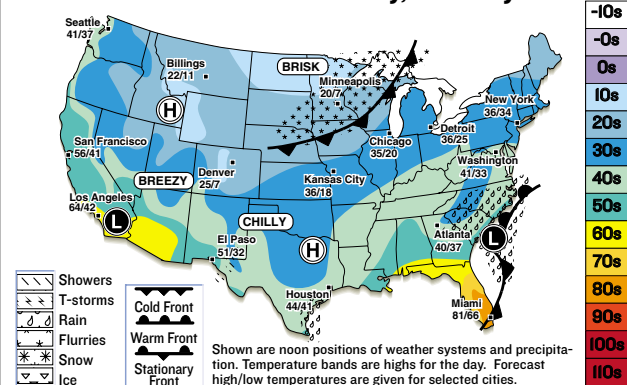 Seattle
41/37
Billings
22/11
BRISK
Minneapolis
20/7
H
New York
36/34
Detroit
36/25
Chicago
35/20
San Francisco
56/41
Washington
41/33
Denver
25/7
BREEZY
Kansas City
36/18
Los Angeles
64/42
L
CHILLY
El Paso
51/32
H
Atlanta
40/37
L
Houston
44/41
Miami
81/66
-10s
-0s
0s
10s
20s
30s
40s
50s
60s
70s
80s
90s
100s
110s
Showers
T-storms
Rain
Flurries
Snow
Ice
Cold Front
Warm Front
Stationary
Front
Shown are noon positions of weather systems and precipita-
tion. Temperature bands are highs for the day. Forecast
high/low temperatures are given for selected cities.